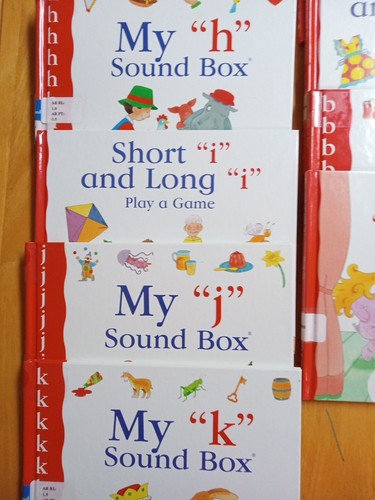 h
h
h
h
h
My “h”
Sound Box®
Short “i”
and Long “i”
Play a Game
j
j
j
j
j
My “j”
Sound Box®
k
k
k
k
k
My “k”
Sound Box®
b
b
b
b